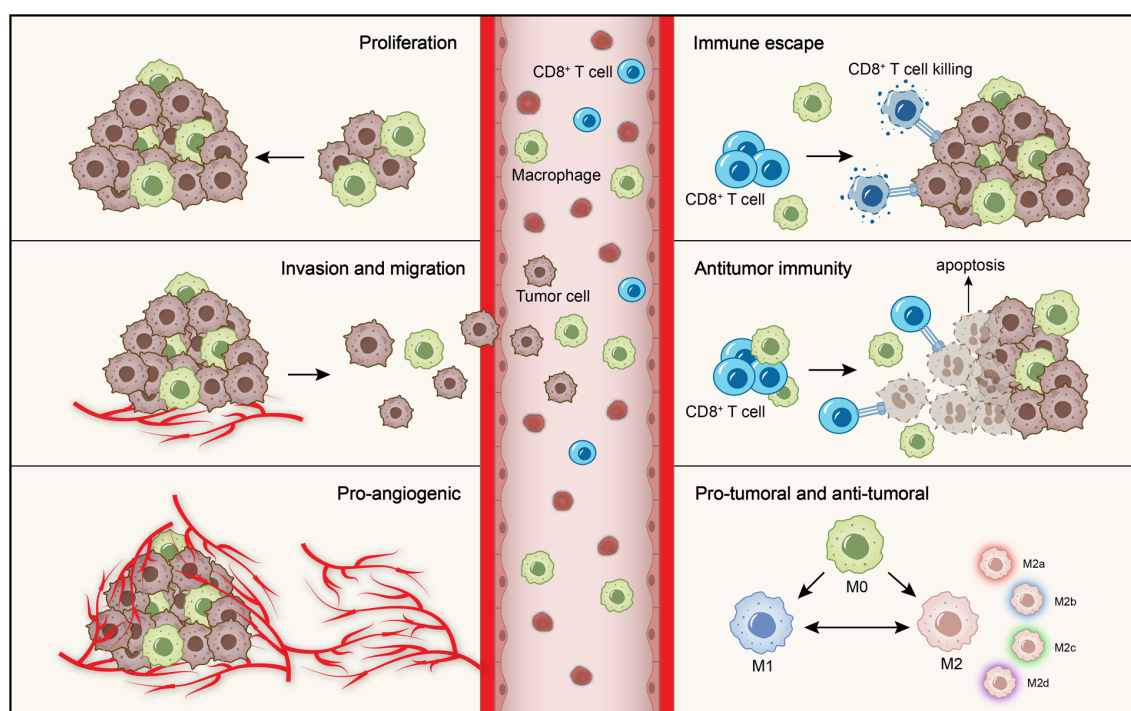 Proliferation
Invasion and migration
Pro-angiogenic
CD8⁺ T cell
Macrophage
Tumor cell
Immune escape
CD8⁺ T cell killing
CD8⁺ T cell
Antitumor immunity
apoptosis
CD8⁺ T cell
Pro-tumoral and anti-tumoral
M0
M1
M2
M2a
M2b
M2c
M2d